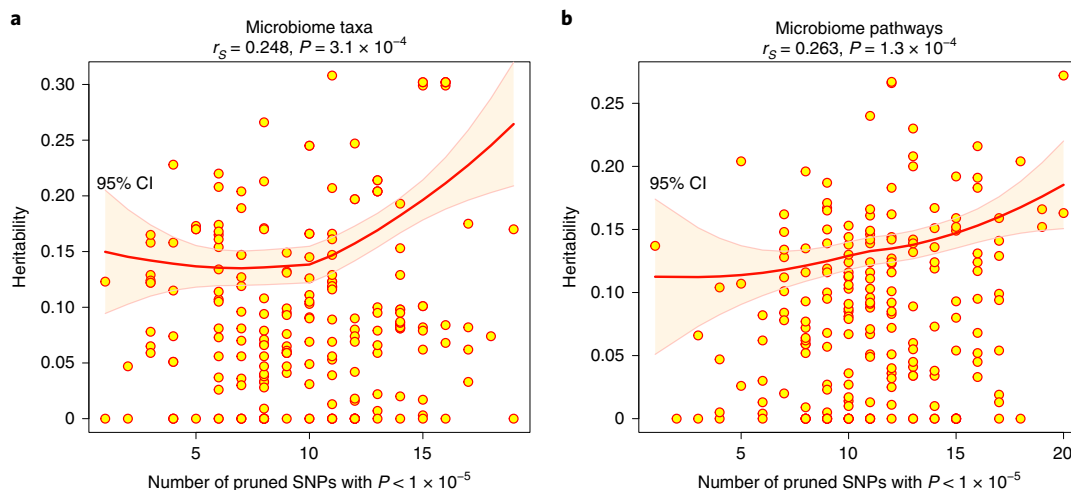 a
Microbiome taxa
rS = 0.248, P = 3.1 × 10⁻⁴
0.30
0.25
0.20
0.15
0.10
0.05
0
95% CI
Heritability
5
10
15
Number of pruned SNPs with P < 1 × 10⁻⁵
b
Microbiome pathways
rS = 0.263, P = 1.3 × 10⁻⁴
0.25
0.20
0.15
0.10
0.05
0
95% CI
Heritability
5
10
15
20
Number of pruned SNPs with P < 1 × 10⁻⁵